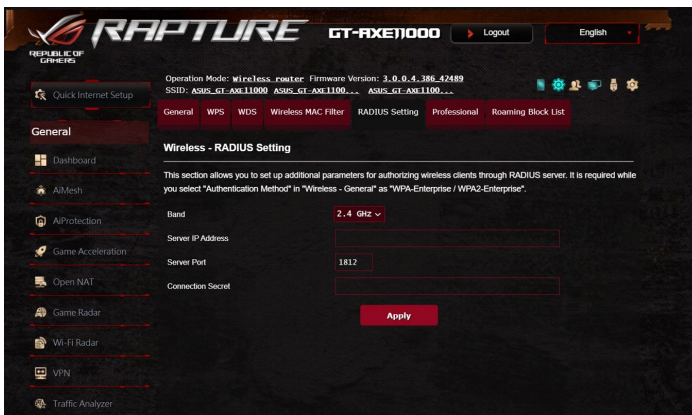 REPUBLIC OF
GAMERS
RAPTURE
GT-AXE11000
Logout
English
Quick Internet Setup
General
Dashboard
AiMesh
AiProtection
Game Acceleration
Open NAT
Game Radar
Wi-Fi Radar
VPN
Traffic Analyzer
Operation Mode: Wireless router Firmware Version: 3.0.0.4.386_42489
SSID: ASUS_GT-AXE11000 ASUS_GT-AXE1100... ASUS_GT-AXE1100...
General WPS WDS Wireless MAC Filter RADIUS Setting Professional Roaming Block List
Wireless - RADIUS Setting
This section allows you to set up additional parameters for authorizing wireless clients through RADIUS server. It is required while
you select "Authentication Method" in "Wireless - General" as "WPA-Enterprise / WPA2-Enterprise".
Band 2.4 GHz
Server IP Address
Server Port 1812
Connection Secret
Apply